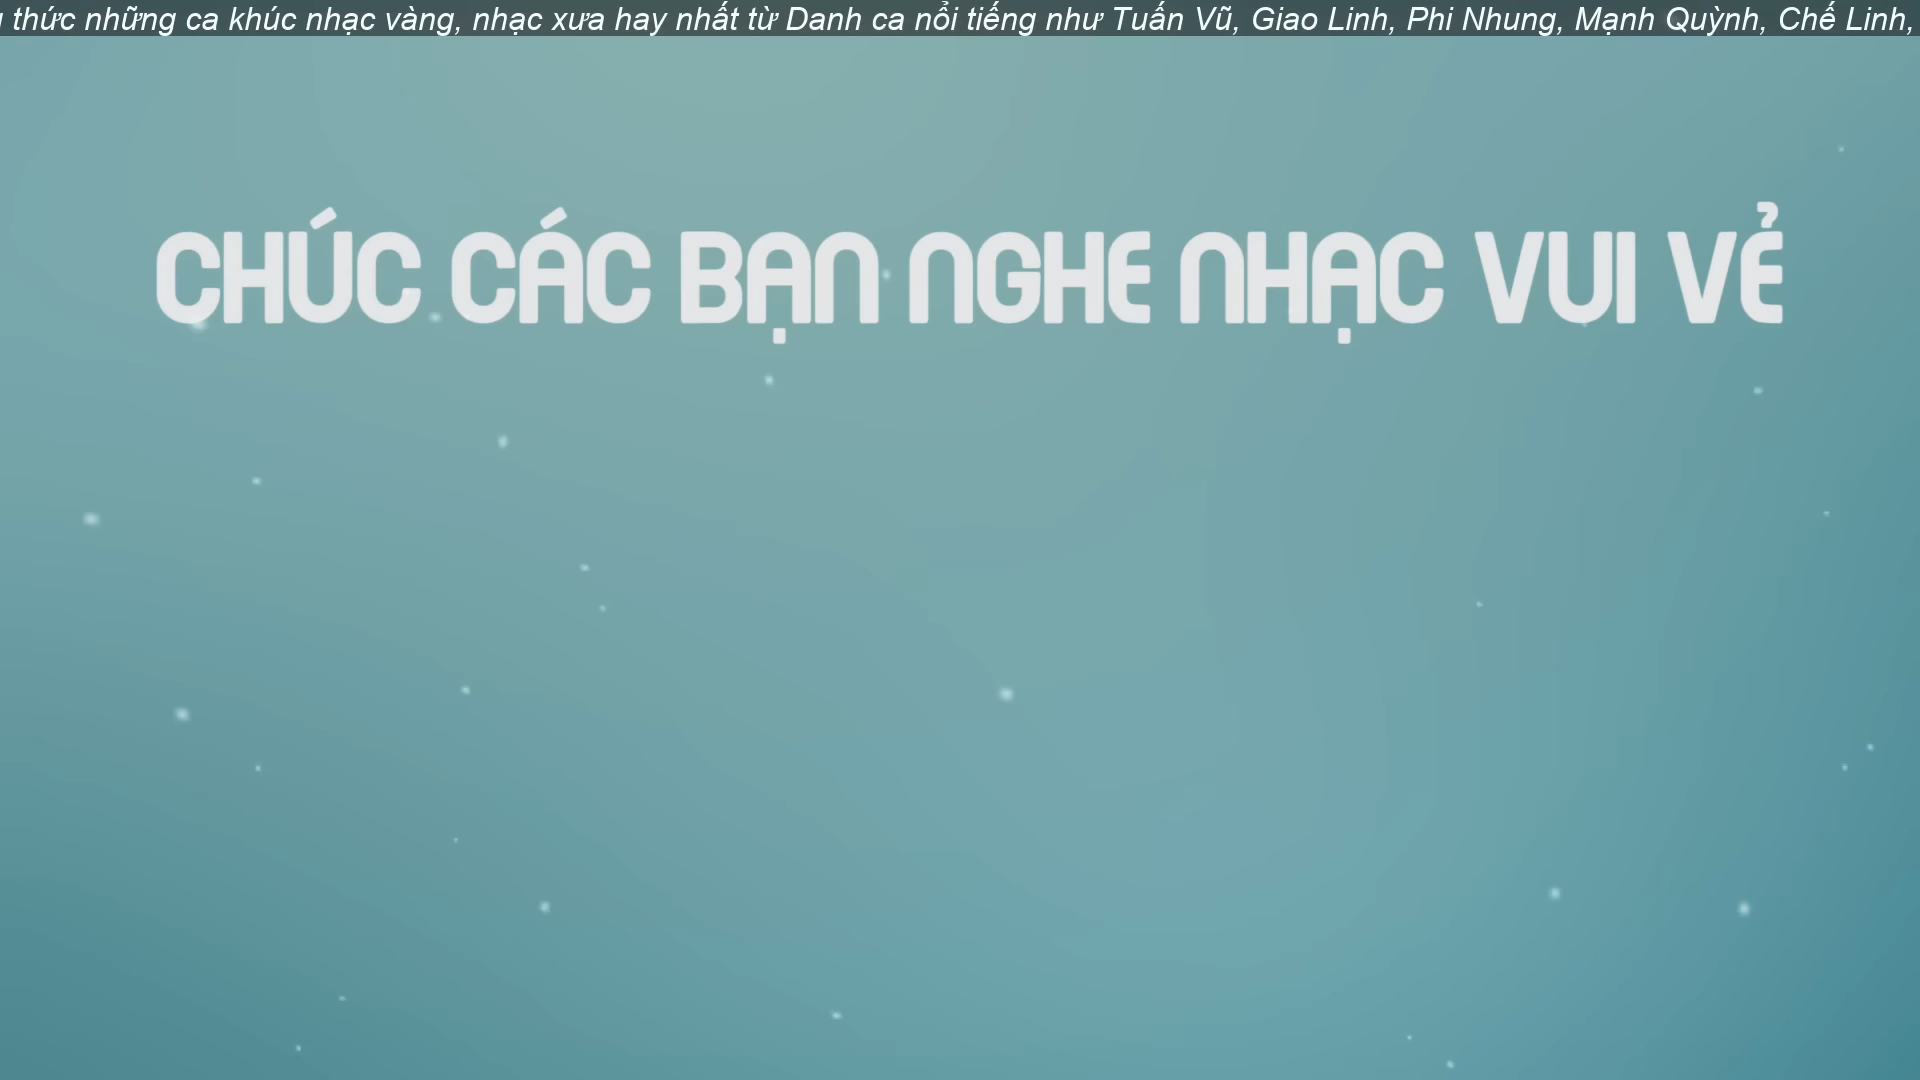 thức những ca khúc nhạc vàng, nhạc xưa hay nhất từ Danh ca nổi tiếng như Tuấn Vũ, Giao Linh, Phi Nhung, Mạnh Quỳnh, Chế Linh,
CHÚC CÁC BẠN NGHE NHẠC VUI VẺ